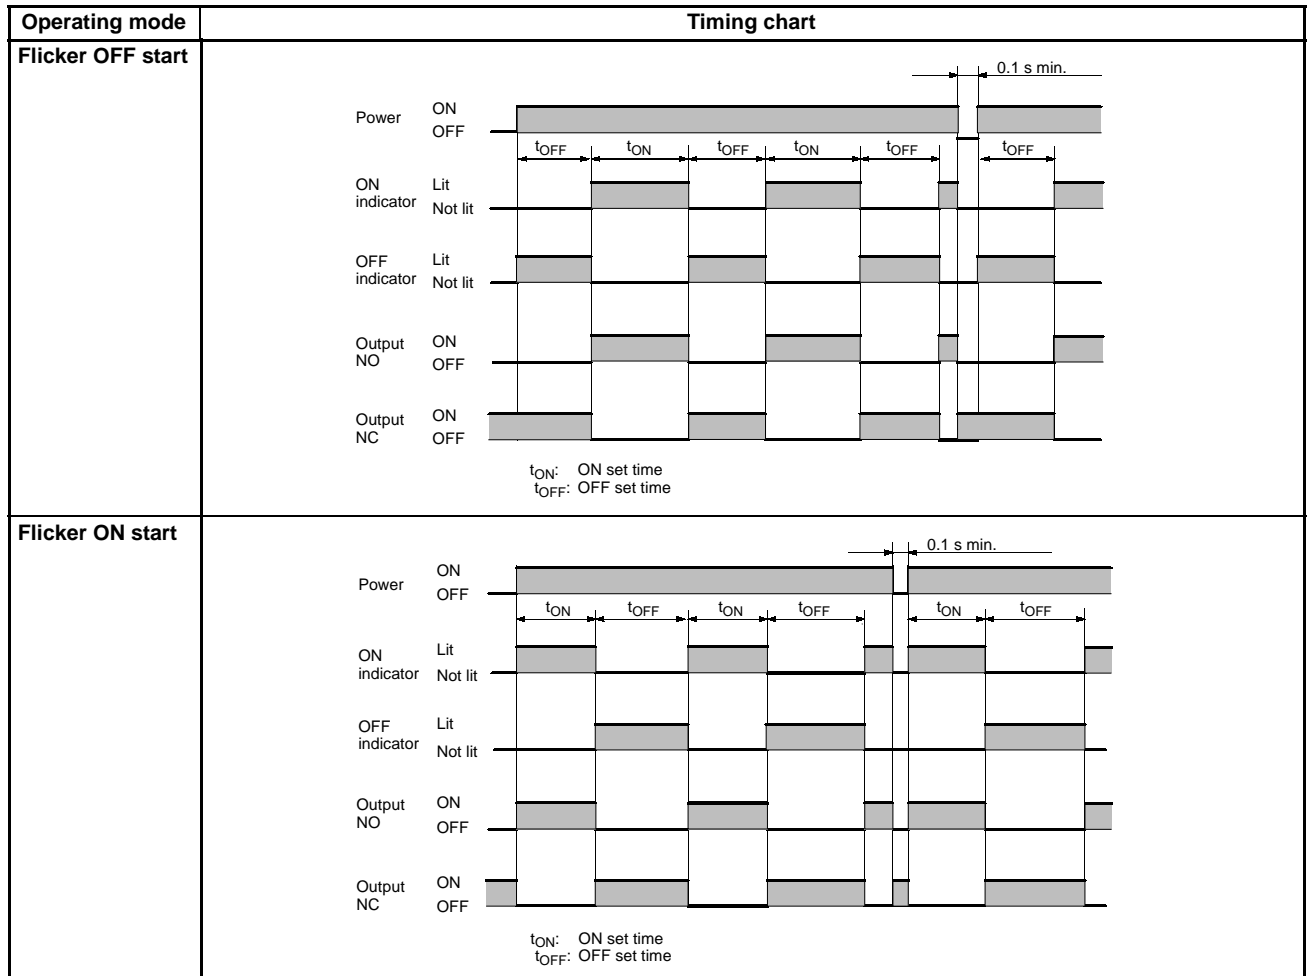 Operating mode
Timing chart
Flicker OFF start
0.1 s min.
Power
ON
OFF
tOFF tON tOFF tON tOFF tOFF
ON
indicator
Lit
Not lit
OFF
indicator
Lit
Not lit
Output
NO
ON
OFF
Output
NC
ON
OFF
tON: ON set time
tOFF: OFF set time
Flicker ON start
0.1 s min.
Power
ON
OFF
tON tOFF tON tOFF tON tOFF
ON
indicator
Lit
Not lit
OFF
indicator
Lit
Not lit
Output
NO
ON
OFF
Output
NC
ON
OFF
tON: ON set time
tOFF: OFF set time